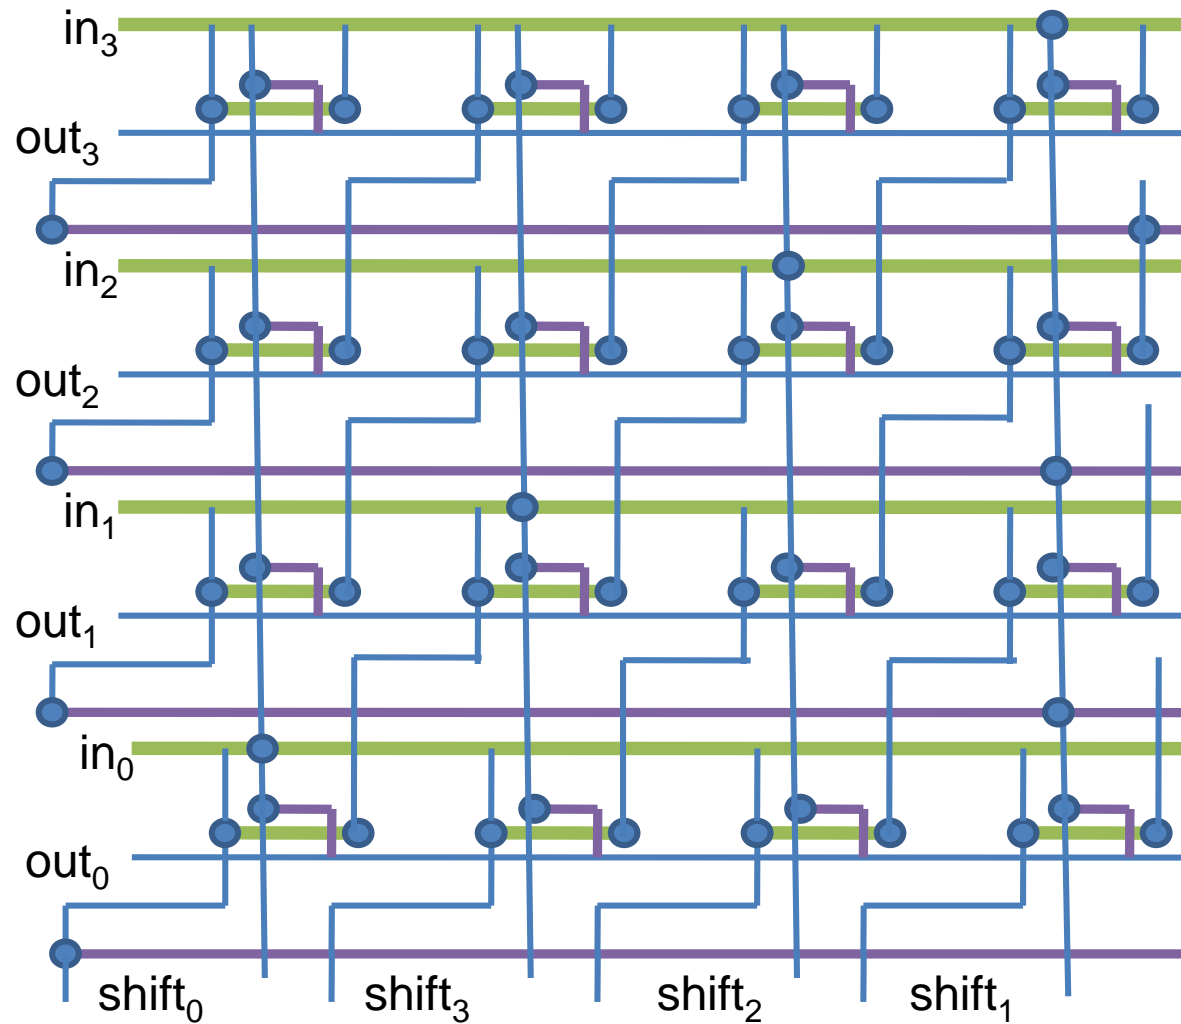 in₃
out₃
in₂
out₂
in₁
out₁
in₀
out₀
shift₀ shift₃ shift₂ shift₁